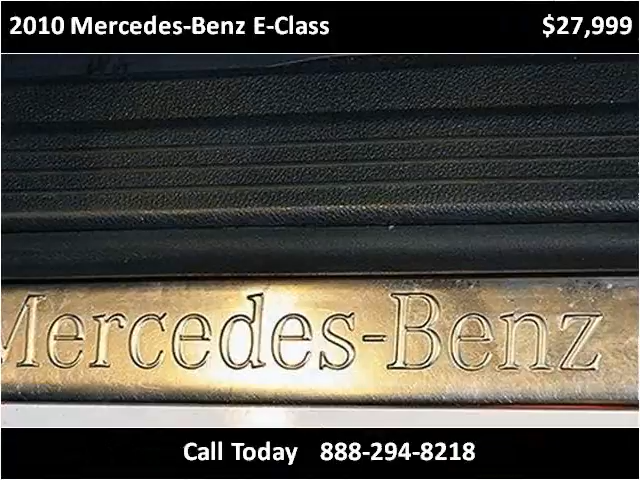 2010 Mercedes-Benz E-Class $27,999
Mercedes-Benz
Call Today 888-294-8218